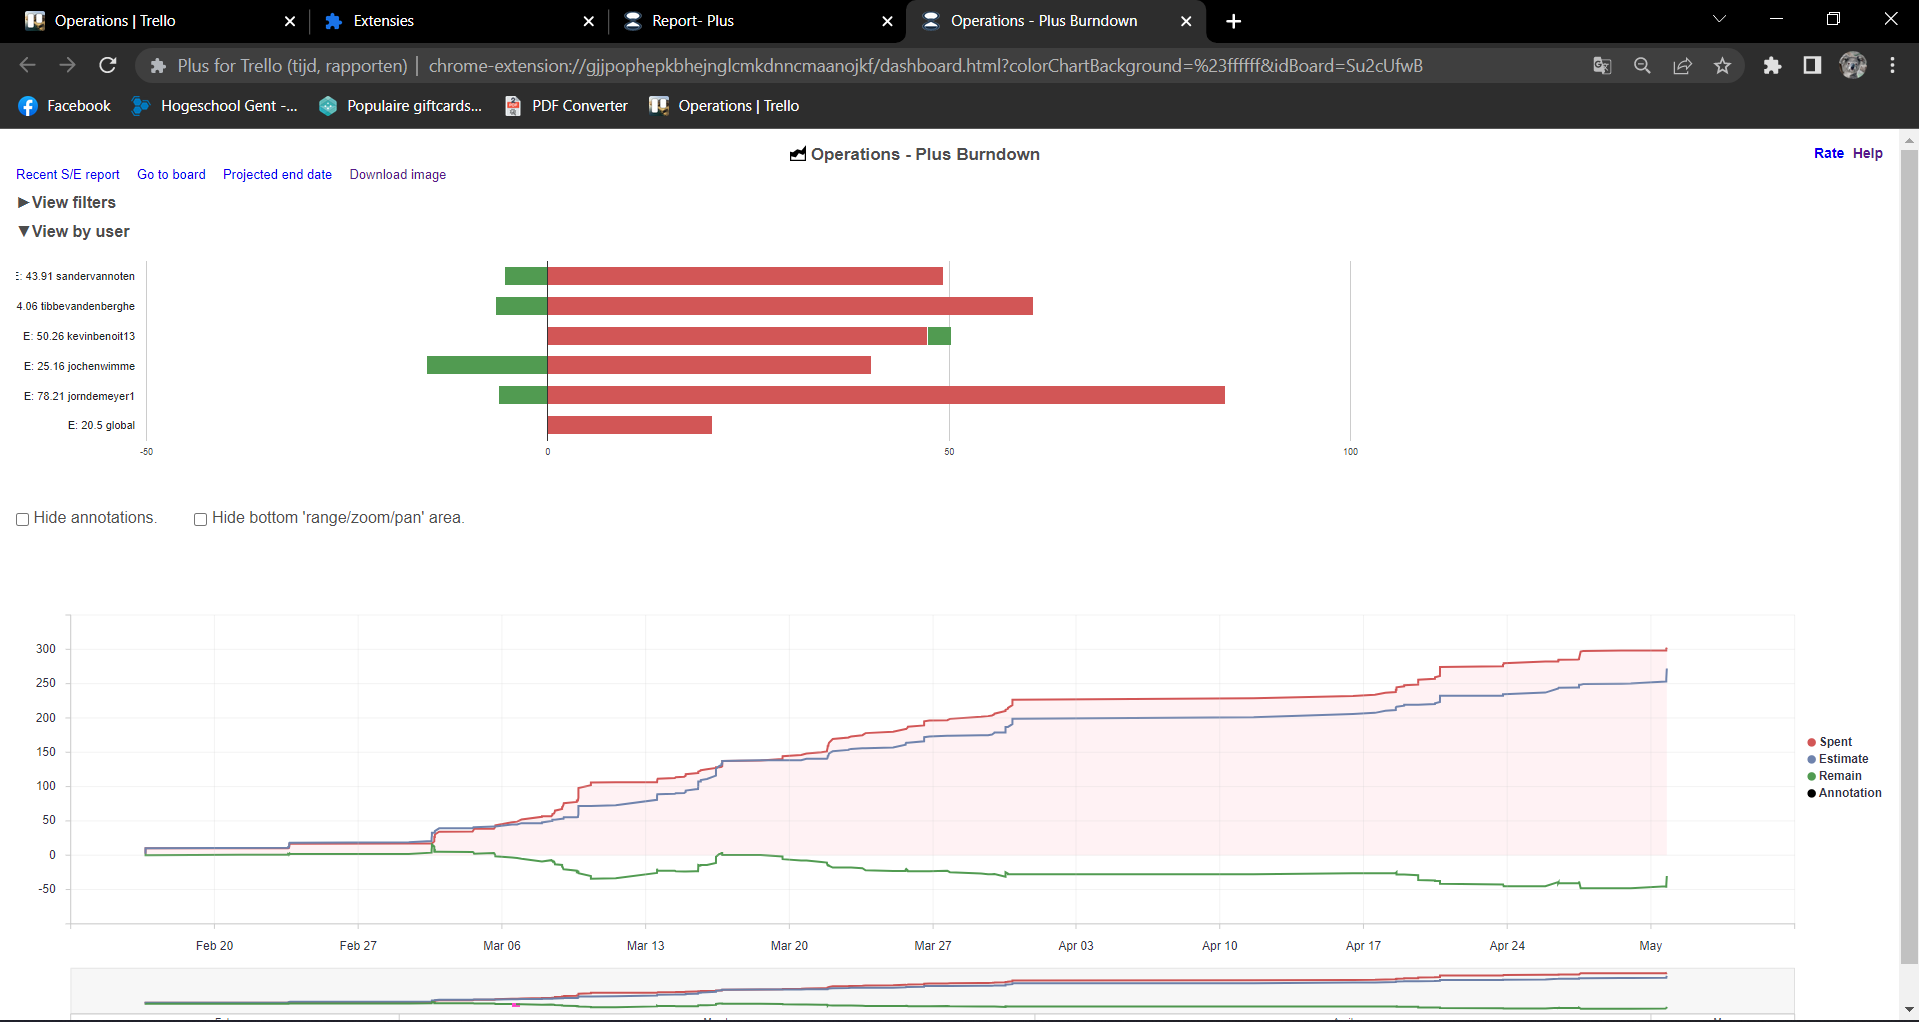 Operations | Trello
Extensies
Report- Plus
Operations - Plus Burndown
Plus for Trello (tijd, rapporten) | chrome-extension://gjjpophepkbhejnglcmkdnncmaanojkf/dashboard.html?colorChartBackground=%23ffffff&idBoard=Su2cUfwB
Facebook
Hogeschool Gent -...
Populaire giftcards...
PDF Converter
Operations | Trello
Operations - Plus Burndown
Rate Help
Recent S/E report Go to board Projected end date Download image
▶View filters
▼View by user
E: 43.91 sandervannoten
4.06 tibbevandenberghe
E: 50.26 kevinbenoit13
E: 25.16 jochenwimme
E: 78.21 jorndemeyer1
E: 20.5 global
-50 0 50 100
Hide annotations. Hide bottom 'range/zoom/pan' area.
300
250
200
150
100
50
0
-50
Spent
Estimate
Remain
Annotation
Feb 20 Feb 27 Mar 06 Mar 13 Mar 20 Mar 27 Apr 03 Apr 10 Apr 17 Apr 24 May